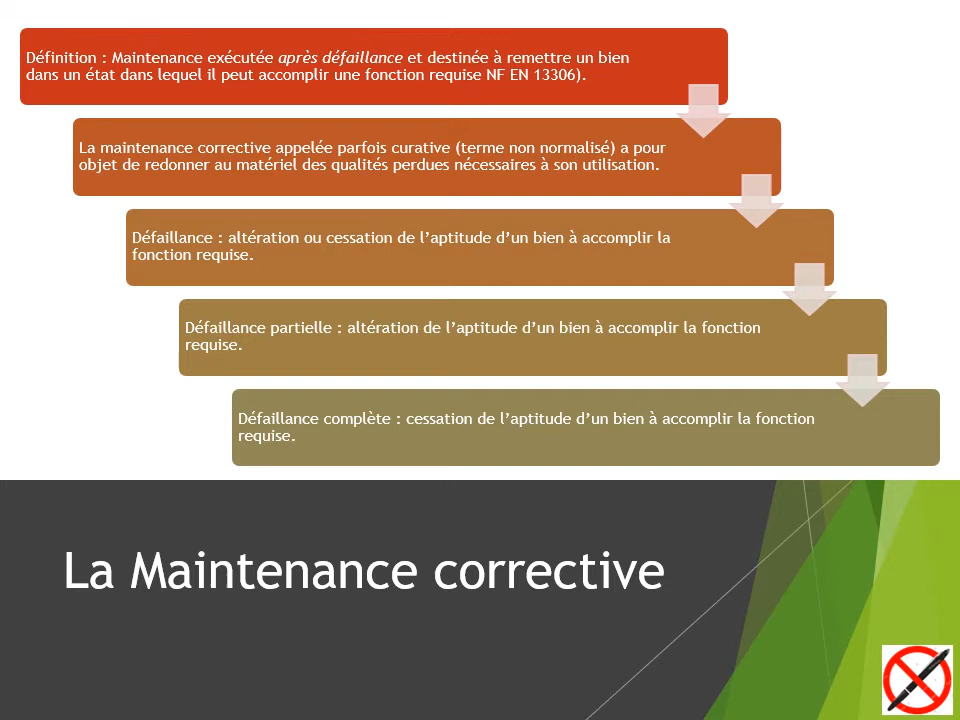 Définition : Maintenance exécutée après défaillance et destinée à remettre un bien
dans un état dans lequel il peut accomplir une fonction requise NF EN 13306).
La maintenance corrective appelée parfois curative (terme non normalisé) a pour
objet de redonner au matériel des qualités perdues nécessaires à son utilisation.
Défaillance : altération ou cessation de l’aptitude d’un bien à accomplir la
fonction requise.
Défaillance partielle : altération de l’aptitude d’un bien à accomplir la fonction
requise.
Défaillance complète : cessation de l’aptitude d’un bien à accomplir la fonction
requise.
La Maintenance corrective